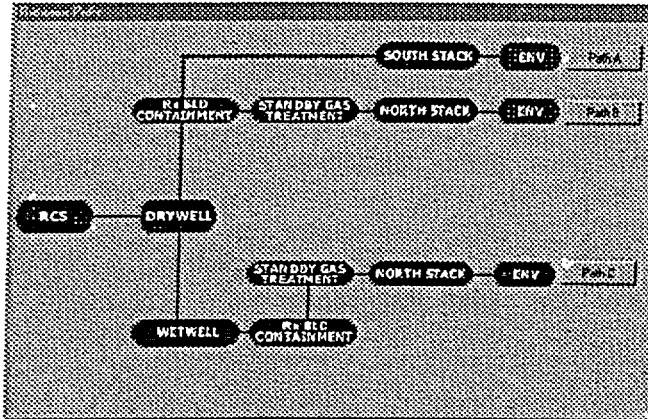 SOUTH STACK
ENV
Path A
Rx BLD
CONTAINMENT
STANDBY GAS
TREATMENT
NORTH STACK
ENV
Path B
RCS
DRYWELL
STANDBY GAS
TREATMENT
NORTH STACK
ENV
Path C
WETWELL
Rx BLD
CONTAINMENT